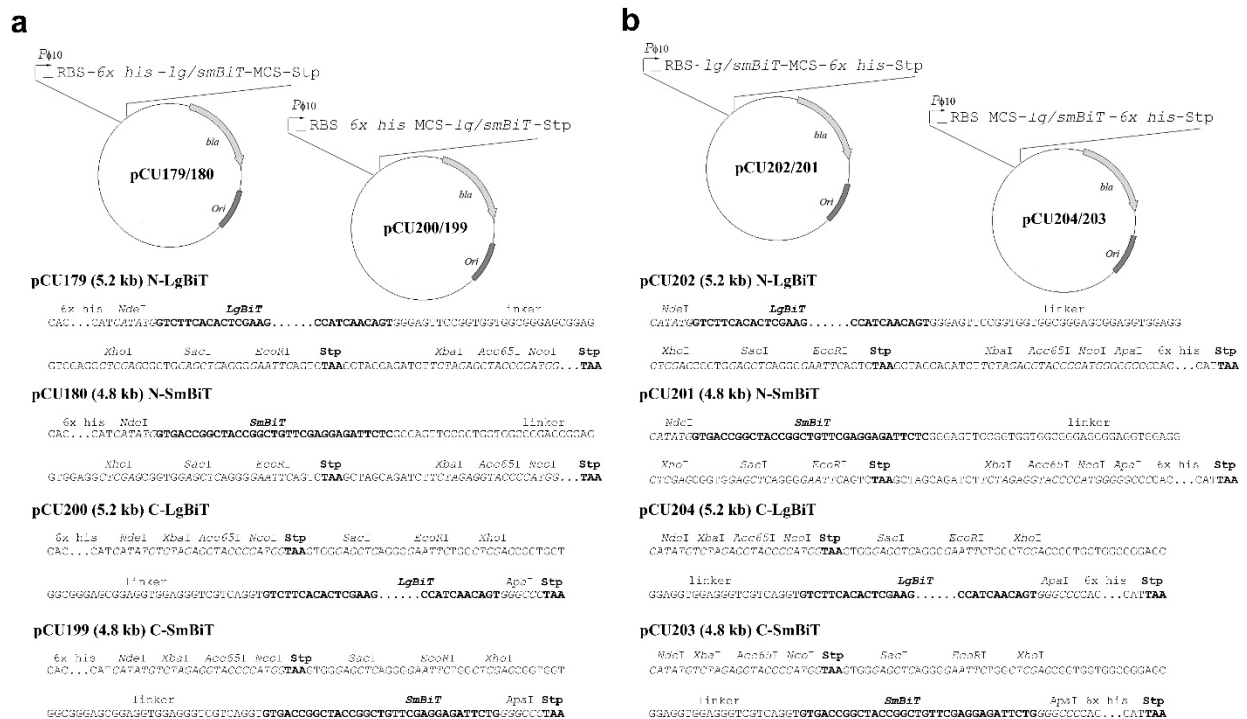 a
Pϕ10
RBS-6x his-lg/smBiT-MCS-Stp
Pϕ10
RBS 6x his MCS-lg/smBiT-Stp
bla
pCU179/180
Ori
bla
pCU200/199
Ori
pCU179 (5.2 kb) N-LgBiT
6x his NdeI LgBiT linker
CAC...CATCATATGGTCTTCACACTCGAAG......CCATCAACAGTGGGAGTTCCGGTGGTGGCGGGAGCGGAG
XhoI SacI EcoRI Stp XbaI Acc65I NcoI Stp
pCU180 (4.8 kb) N-SmBiT
6x his NdeI SmBiT linker
XhoI SacI EcoRI Stp XbaI Acc65I NcoI Stp
GTGGAGGCTCGAGCGGTGGAGCTCAGGGGAATTCAGTCTAAGCTAGCAGATCTTCTAGAGGTACCCCATGG...TAA
pCU200 (5.2 kb) C-LgBiT
6x his NdeI XbaI Acc65I NcoI Stp SacI EcoRI XhoI
linker LgBiT ApaI Stp
GGCGGGAGCGGAGGTGGAGGGTCGTCAGGTGTCTTCACACTCGAAG......CCATCAACAGTGGGCCCTAA
pCU199 (4.8 kb) C-SmBiT
6x his NdeI XbaI Acc65I NcoI Stp SacI EcoRI XhoI
CAC...CATCATATGTCTAGAGGTACCCCATGGTAAGTGGGAGCTCAGGGGAATTCTGGCTCGAGCGGTGGT
linker SmBiT ApaI Stp
GGCGGGAGCGGAGGTGGAGGGTCGTCAGGTGTGACCGGCTACCGGCTGTTCGAGGAGATTCTGGGGCCCTAA
b
Pϕ10
RBS-lg/smBiT-MCS-6x his-Stp
Pϕ10
RBS MCS-lg/smBiT-6x his-Stp
bla
pCU202/201
Ori
bla
pCU204/203
Ori
pCU202 (5.2 kb) N-LgBiT
NdeI LgBiT linker
CATATGGTCTTCACACTCGAAG......CCATCAACAGTGGGAGTTCCGGTGGTGGCGGGAGCGGAGGTGGAGG
XhoI SacI EcoRI Stp XbaI Acc65I NcoI ApaI 6x his Stp
pCU201 (4.8 kb) N-SmBiT
NdeI SmBiT linker
CATATGGTGACCGGCTACCGGCTGTTCGAGGAGATTCTCGGGAGTTCCGGTGGTGGCGGGAGCGGAGGTGGAGG
XhoI SacI EcoRI Stp XbaI Acc65I NcoI ApaI 6x his Stp
CTCGAGCGGTGGAGCTCAGGGGAATTCAGTCTAAGCTAGCAGATCTTCTAGAGGTACCCCATGGGGGCCCCAC...CATTAA
pCU204 (5.2 kb) C-LgBiT
NdeI XbaI Acc65I NcoI Stp SacI EcoRI XhoI
linker LgBiT ApaI 6x his Stp
GGAGGTGGAGGGTCGTCAGGTGTCTTCACACTCGAAG......CCATCAACAGTGGGCCCCAC...CATTAA
pCU203 (4.8 kb) C-SmBiT
NdeI XbaI Acc65I NcoI Stp SacI EcoRI XhoI
CATATGTCTAGAGGTACCCCATGGTAAGTGGGAGCTCAGGGGAATTCTGGCTCGAGCGGTGGTGGCGGGAGC
linker SmBiT ApaI 6x his Stp
GGAGGTGGAGGGTCGTCAGGTGTGACCGGCTACCGGCTGTTCGAGGAGATTCTGGGGCCCCAC...CATTAA